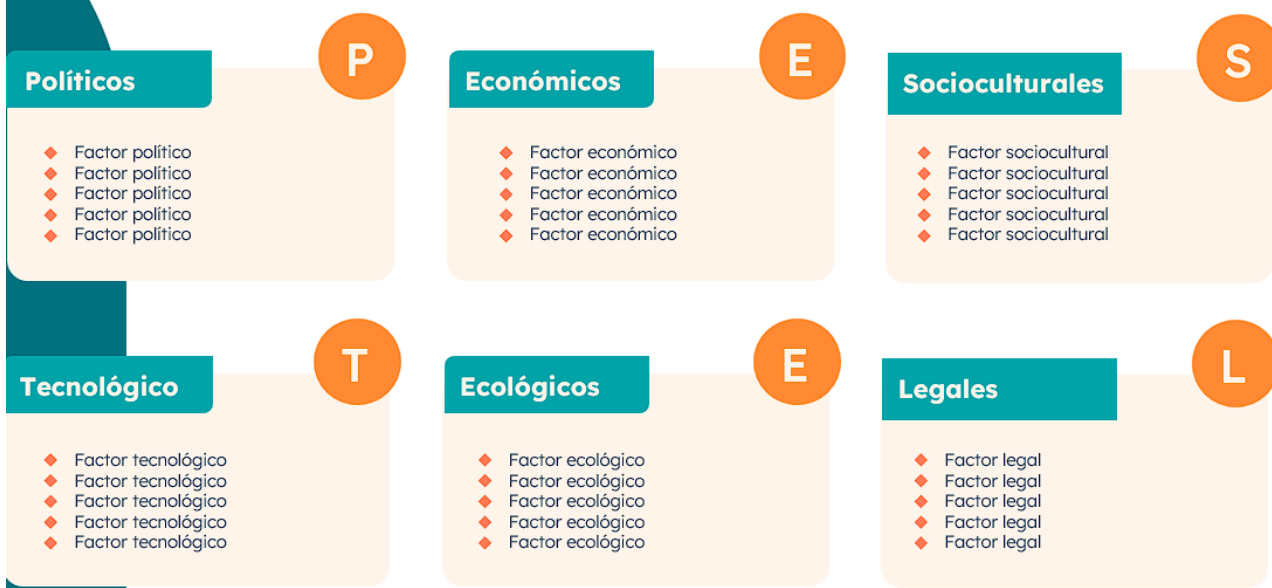 P
Políticos
Factor político
Factor político
Factor político
Factor político
Factor político
E
Económicos
Factor económico
Factor económico
Factor económico
Factor económico
Factor económico
S
Socioculturales
Factor sociocultural
Factor sociocultural
Factor sociocultural
Factor sociocultural
Factor sociocultural
T
Tecnológico
Factor tecnológico
Factor tecnológico
Factor tecnológico
Factor tecnológico
Factor tecnológico
E
Ecológicos
Factor ecológico
Factor ecológico
Factor ecológico
Factor ecológico
Factor ecológico
L
Legales
Factor legal
Factor legal
Factor legal
Factor legal
Factor legal